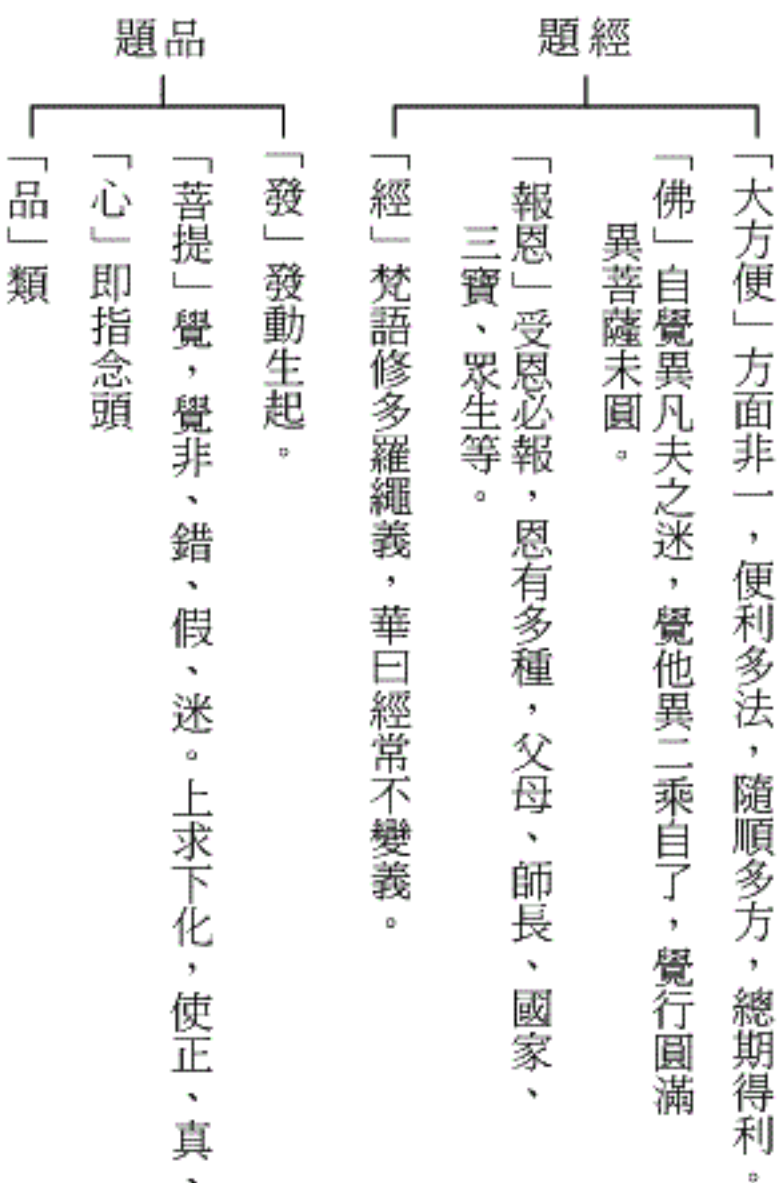 經題
「大方便」方面非一，便利多法，隨順多方，總期得利。
「佛」自覺異凡夫之迷，覺他異二乘自了，覺行圓滿
異菩薩未圓。
「報恩」受恩必報，恩有多種，父母、師長、國家、
三寶、眾生等。
「經」梵語修多羅繩義，華曰經常不變義。
品題
「發」發動生起。
「菩提」覺，覺非、錯、假、迷。上求下化，使正、真、
「心」即指念頭
「品」類